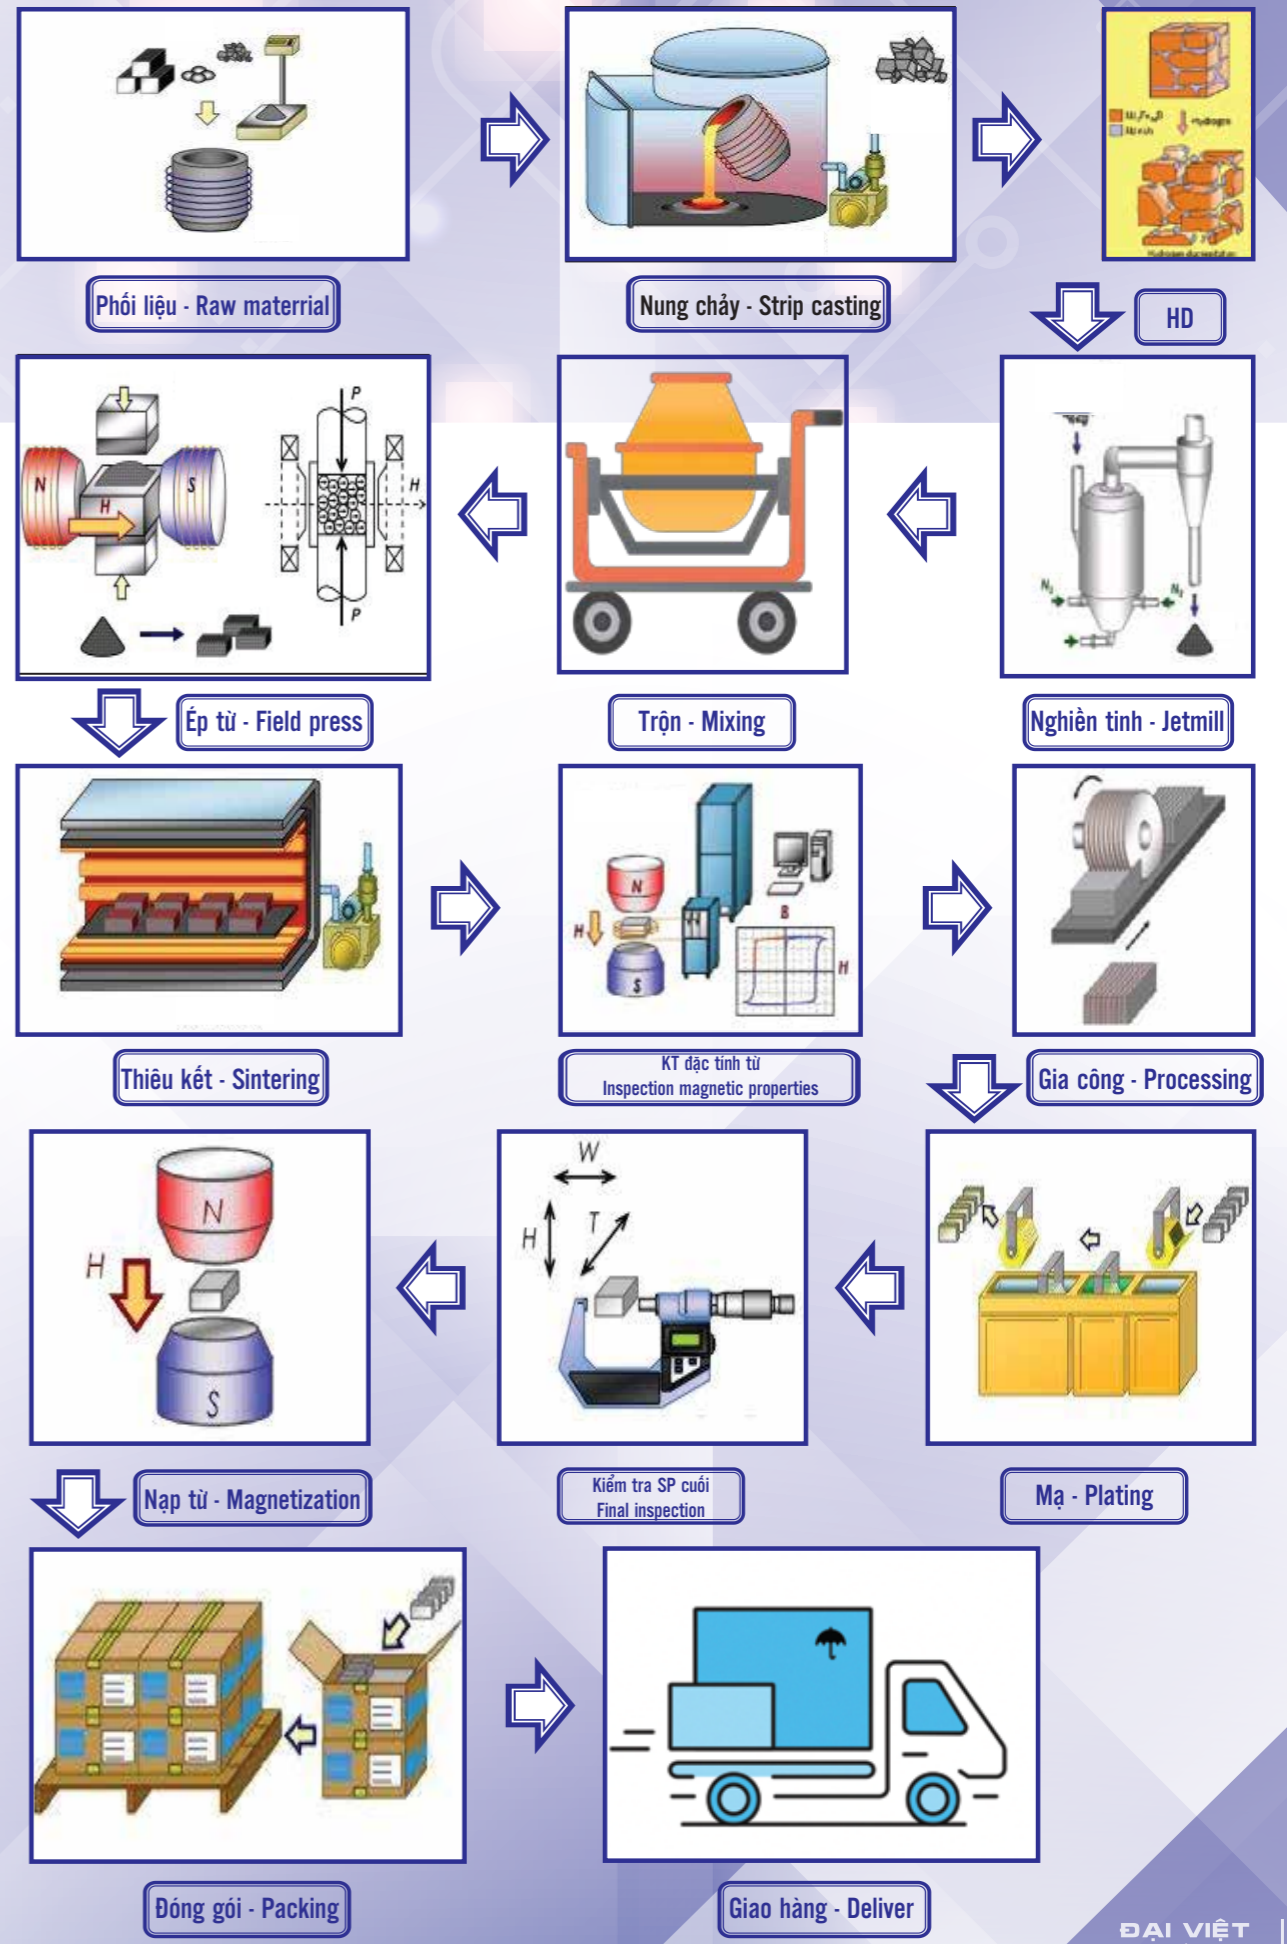 Phối liệu - Raw materrial
Nung chảy - Strip casting
HD
P
N
S
H
H
P
N₂
N₂
Ép từ - Field press
Trộn - Mixing
Nghiền tinh - Jetmill
N
H
S
B
H
Thiêu kết - Sintering
KT đặc tính từ
Inspection magnetic properties
Gia công - Processing
N
H
S
W
H
T
Nạp từ - Magnetization
Kiểm tra SP cuối
Final inspection
Mạ - Plating
Đóng gói - Packing
Giao hàng - Deliver
ĐẠI VIỆT